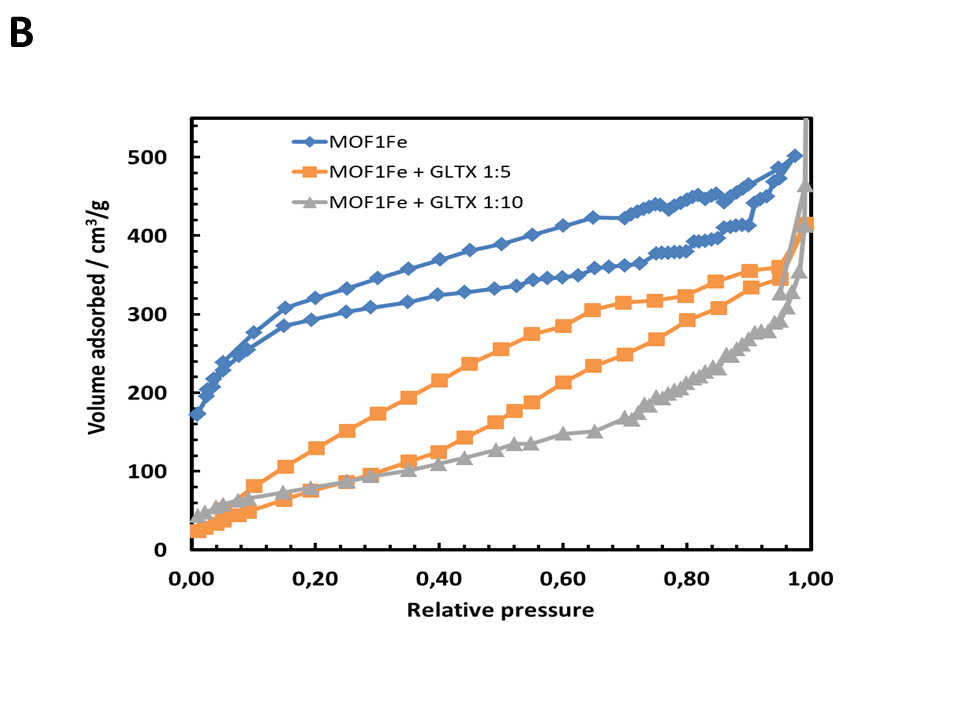 B
MOF1Fe
MOF1Fe + GLTX 1:5
MOF1Fe + GLTX 1:10
Volume adsorbed / cm³/g
500
400
300
200
100
0
0,00 0,20 0,40 0,60 0,80 1,00
Relative pressure